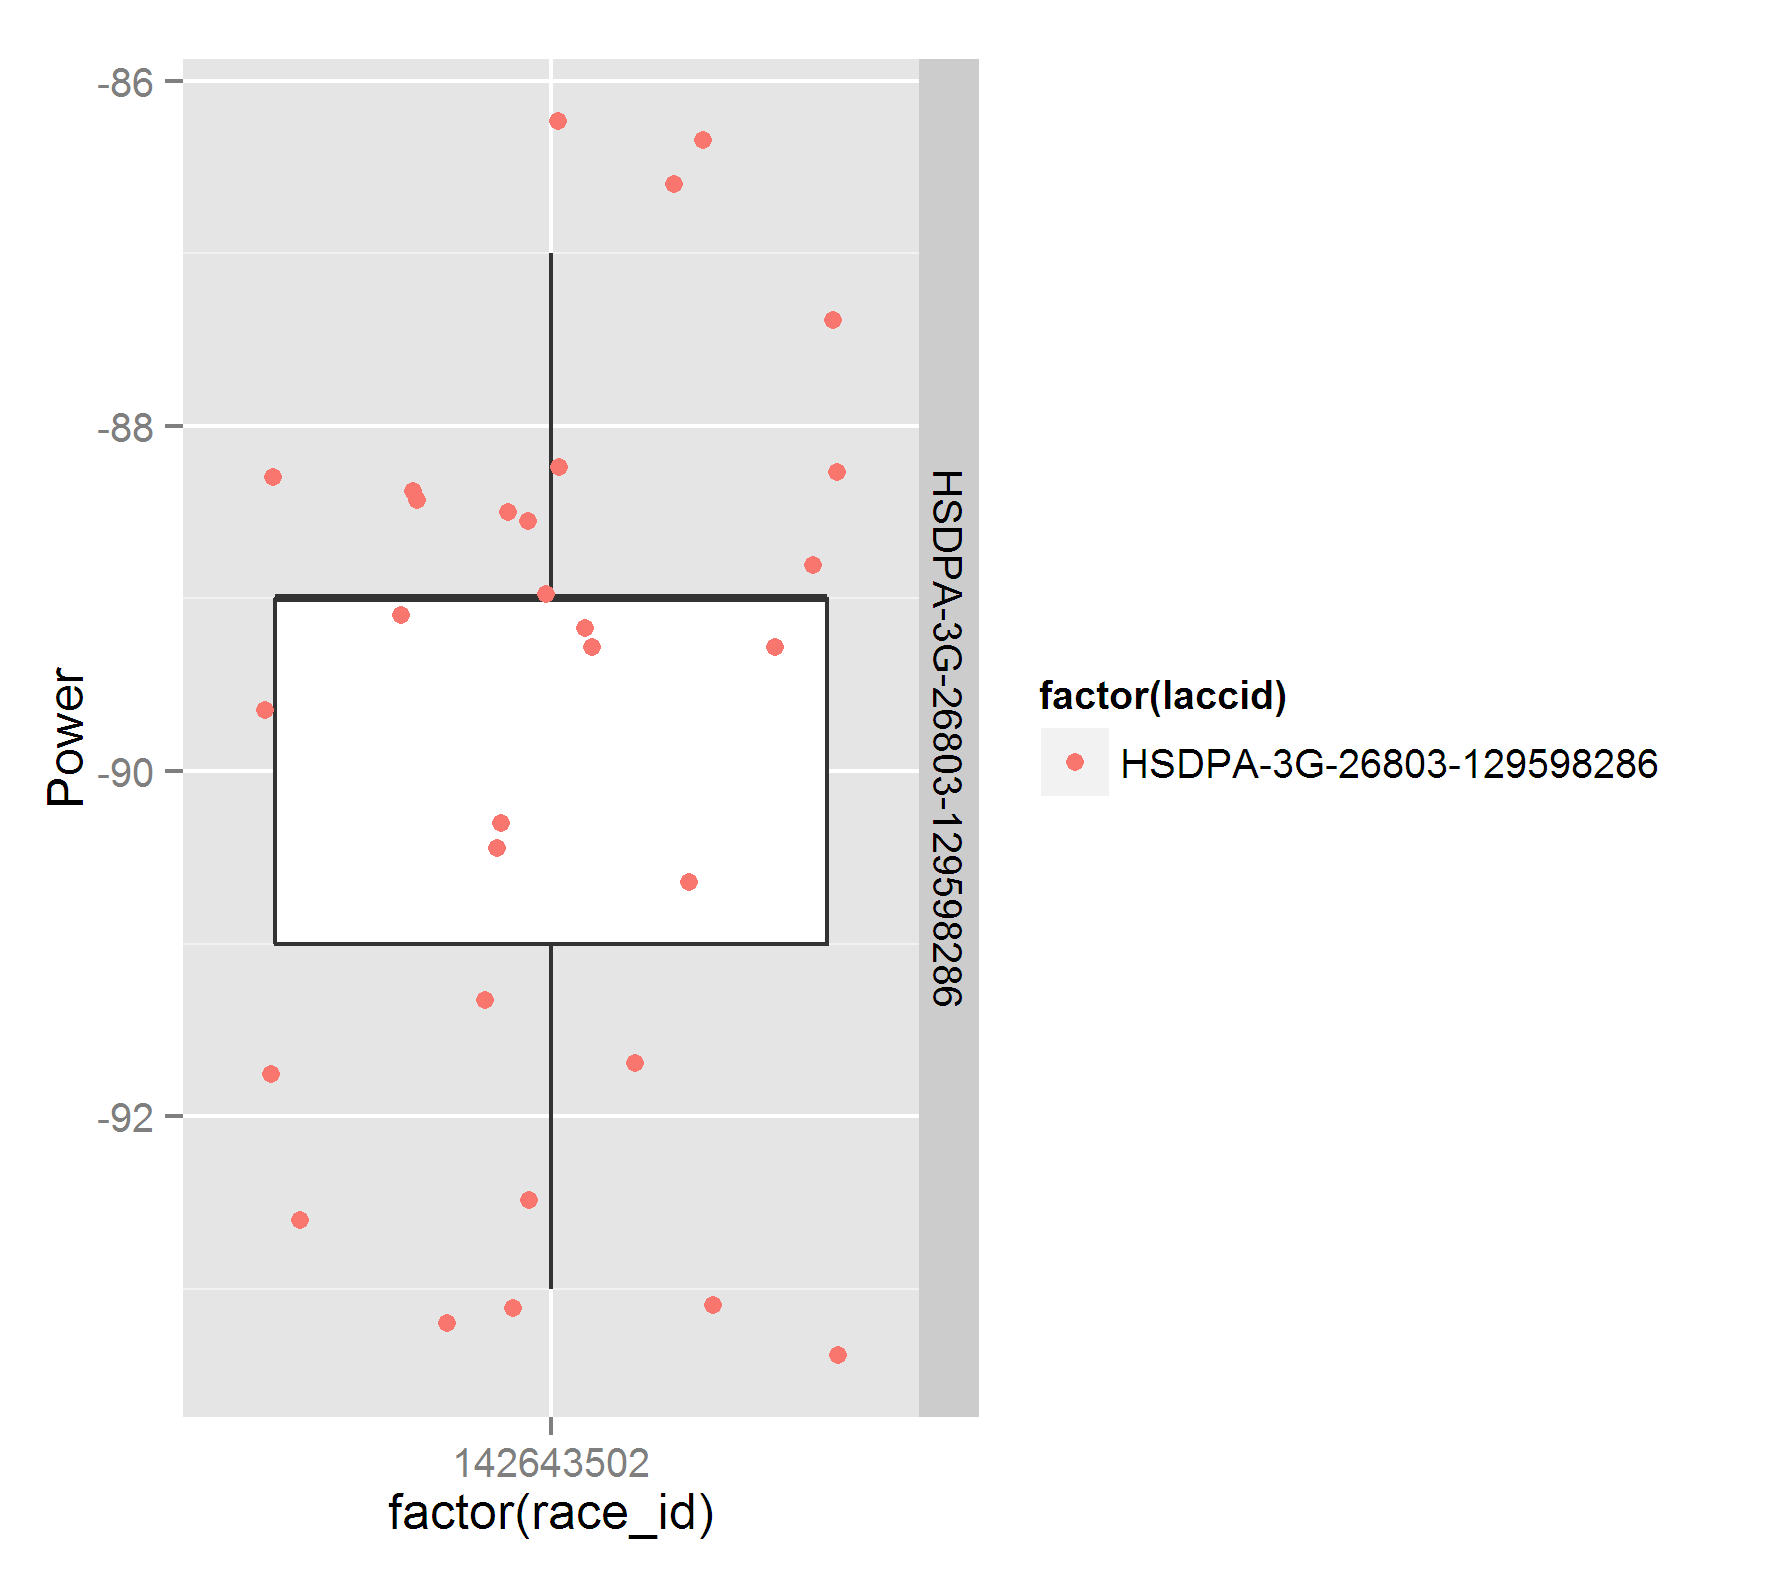 -86
-88
-90
-92
Power
HSDPA-3G-26803-129598286
142643502
factor(race_id)
factor(laccid)
HSDPA-3G-26803-129598286